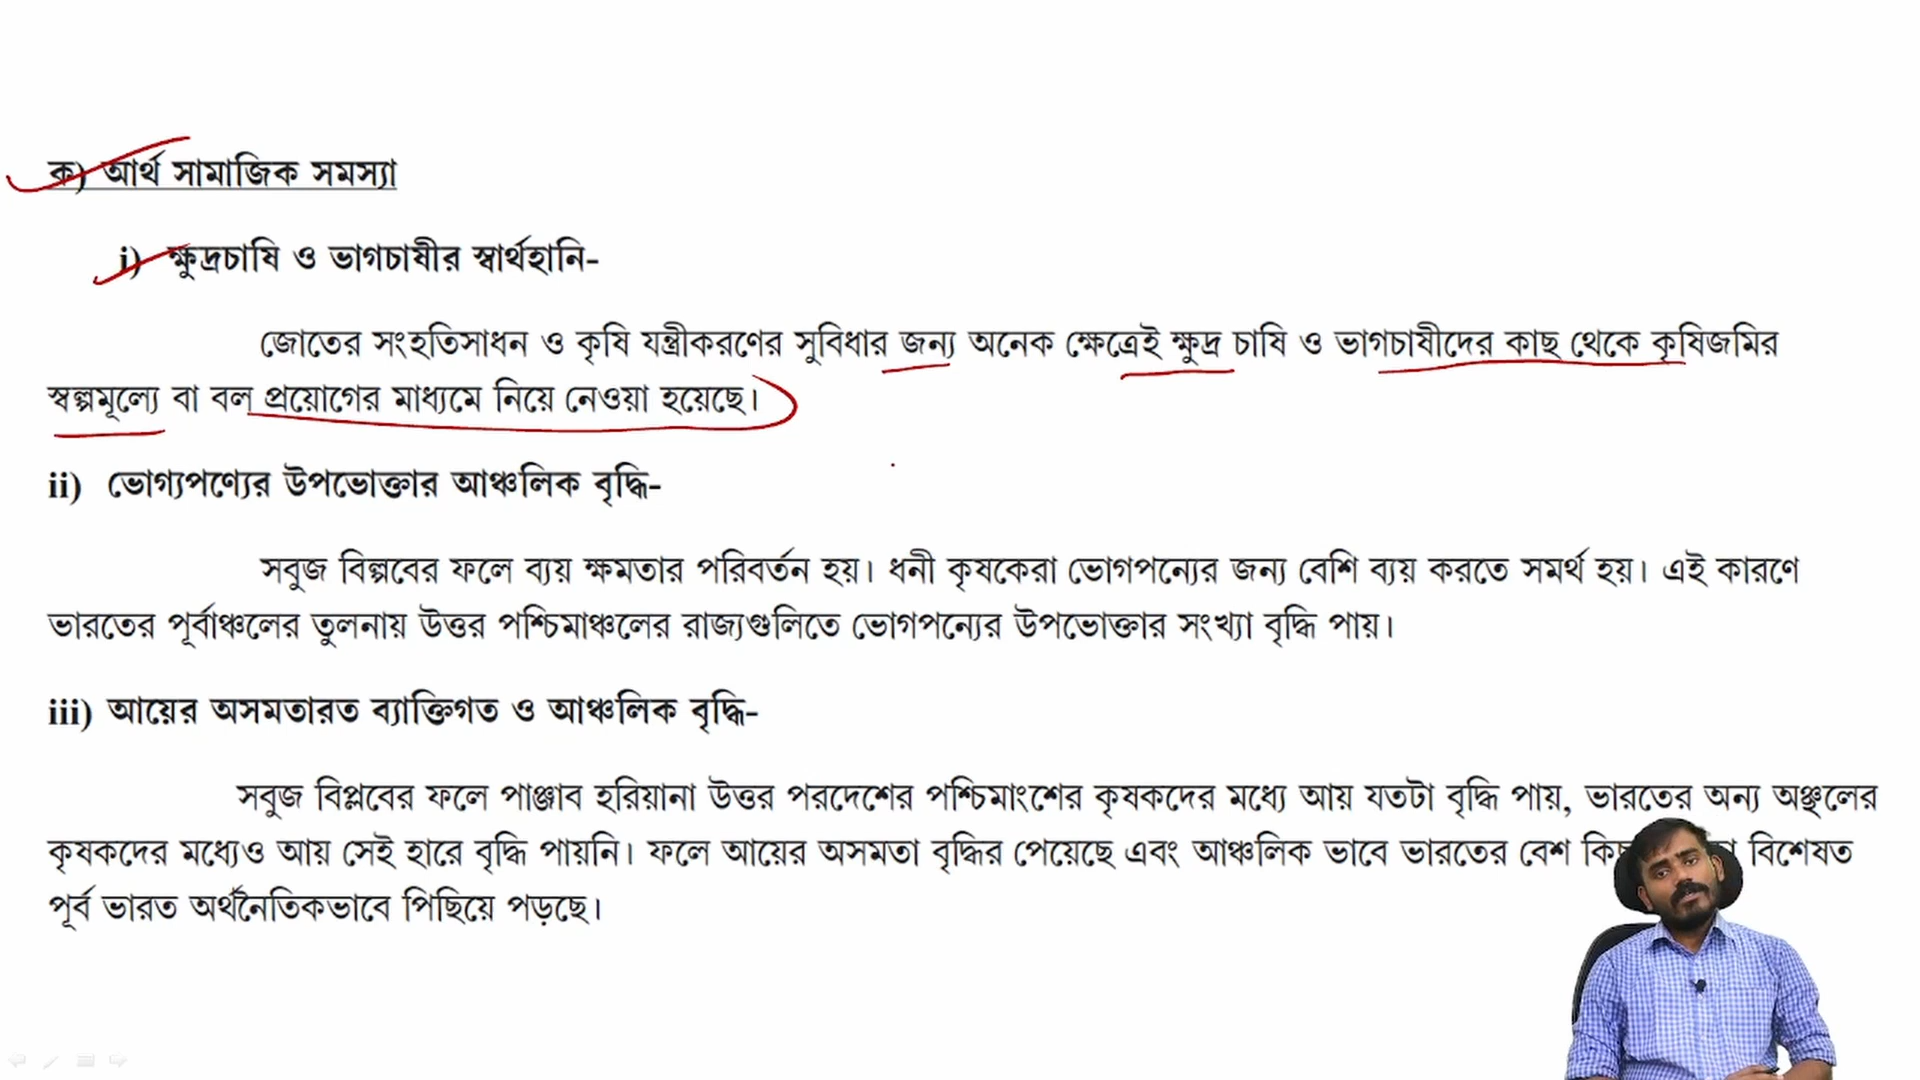 ক) আর্থ সামাজিক সমস্যা
i) ক্ষুদ্রচাষি ও ভাগচাষীর স্বার্থহানি-
জোতের সংহতিসাধন ও কৃষি যন্ত্রীকরণের সুবিধার জন্য অনেক ক্ষেত্রেই ক্ষুদ্র চাষি ও ভাগচাষীদের কাছ থেকে কৃষিজমির
স্বল্পমূল্যে বা বল প্রয়োগের মাধ্যমে নিয়ে নেওয়া হয়েছে।
ii) ভোগ্যপণ্যের উপভোক্তার আঞ্চলিক বৃদ্ধি-
সবুজ বিল্পবের ফলে ব্যয় ক্ষমতার পরিবর্তন হয়। ধনী কৃষকেরা ভোগপন্যের জন্য বেশি ব্যয় করতে সমর্থ হয়। এই কারণে
ভারতের পূর্বাঞ্চলের তুলনায় উত্তর পশ্চিমাঞ্চলের রাজ্যগুলিতে ভোগপন্যের উপভোক্তার সংখ্যা বৃদ্ধি পায়।
iii) আয়ের অসমতারত ব্যাক্তিগত ও আঞ্চলিক বৃদ্ধি-
সবুজ বিপ্লবের ফলে পাঞ্জাব হরিয়ানা উত্তর পরদেশের পশ্চিমাংশের কৃষকদের মধ্যে আয় যতটা বৃদ্ধি পায়, ভারতের অন্য অঞ্চলের
কৃষকদের মধ্যেও আয় সেই হারে বৃদ্ধি পায়নি। ফলে আয়ের অসমতা বৃদ্ধির পেয়েছে এবং আঞ্চলিক ভাবে ভারতের বেশ বিশেষত
পূর্ব ভারত অর্থনৈতিকভাবে পিছিয়ে পড়ছে।